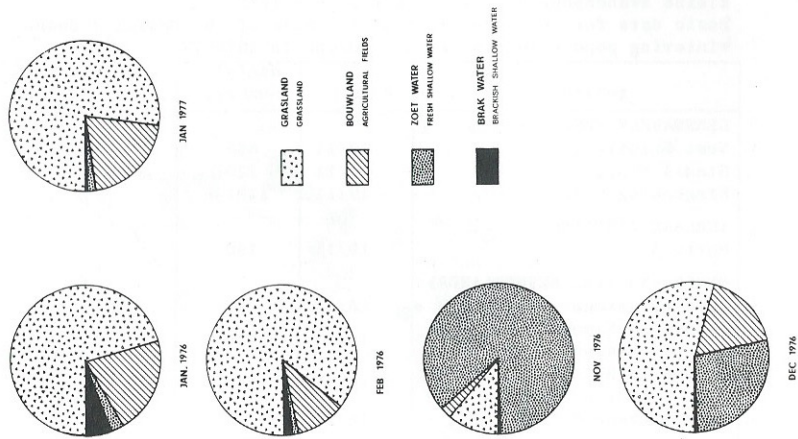 JAN. 1976
FEB 1976
NOV 1976
DEC 1976
JAN 1977
GRASLAND
GRASSLAND
BOUWLAND
AGRICULTURAL FIELDS
ZOET WATER
FRESH SHALLOW WATER
BRAK WATER
BRACKISH SHALLOW WATER